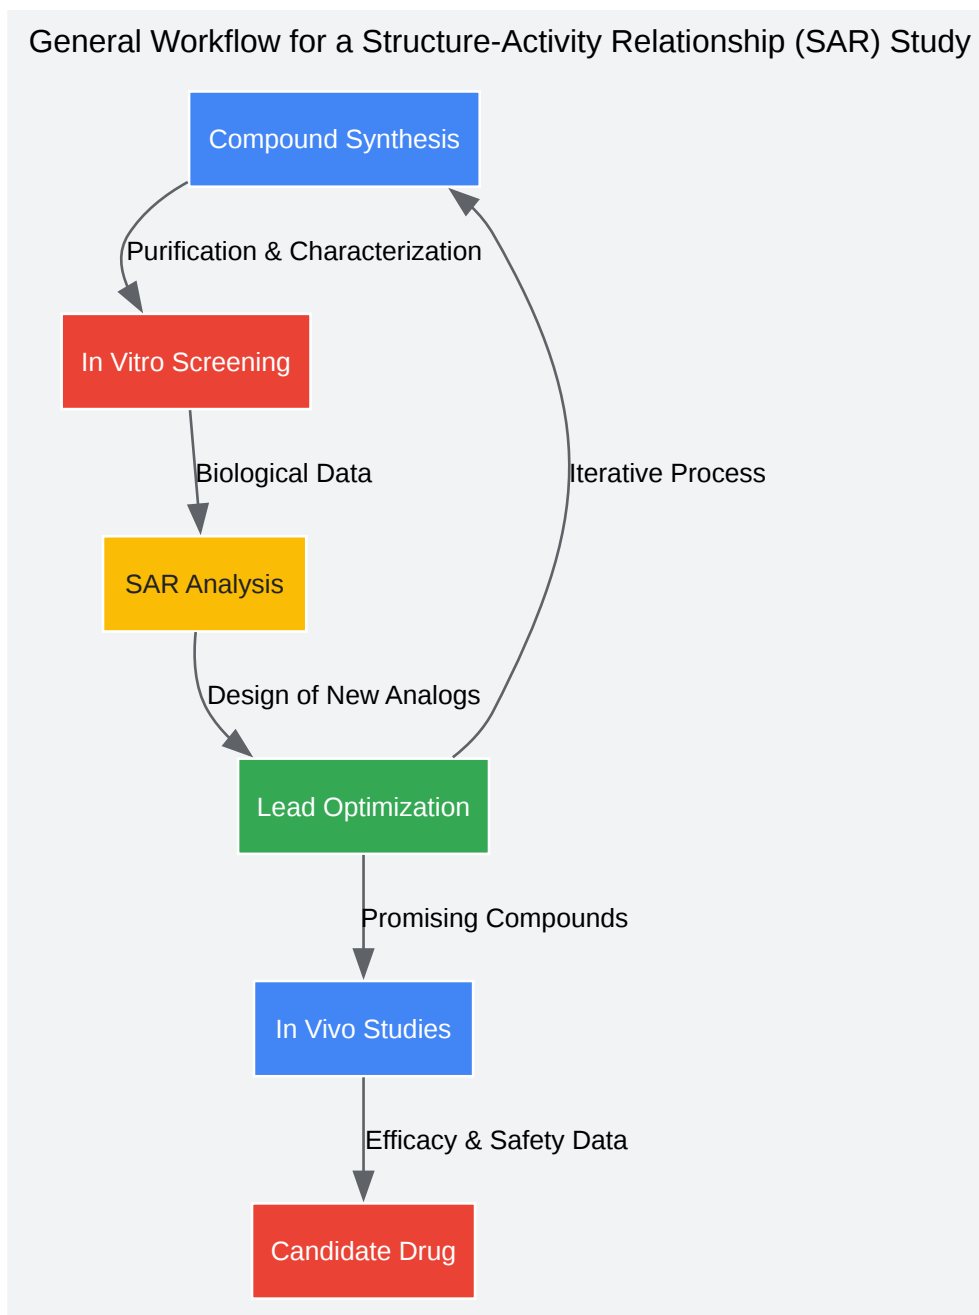 General Workflow for a Structure-Activity Relationship (SAR) Study
Compound Synthesis
Purification & Characterization
In Vitro Screening
Biological Data
Iterative Process
SAR Analysis
Design of New Analogs
Lead Optimization
Promising Compounds
In Vivo Studies
Efficacy & Safety Data
Candidate Drug